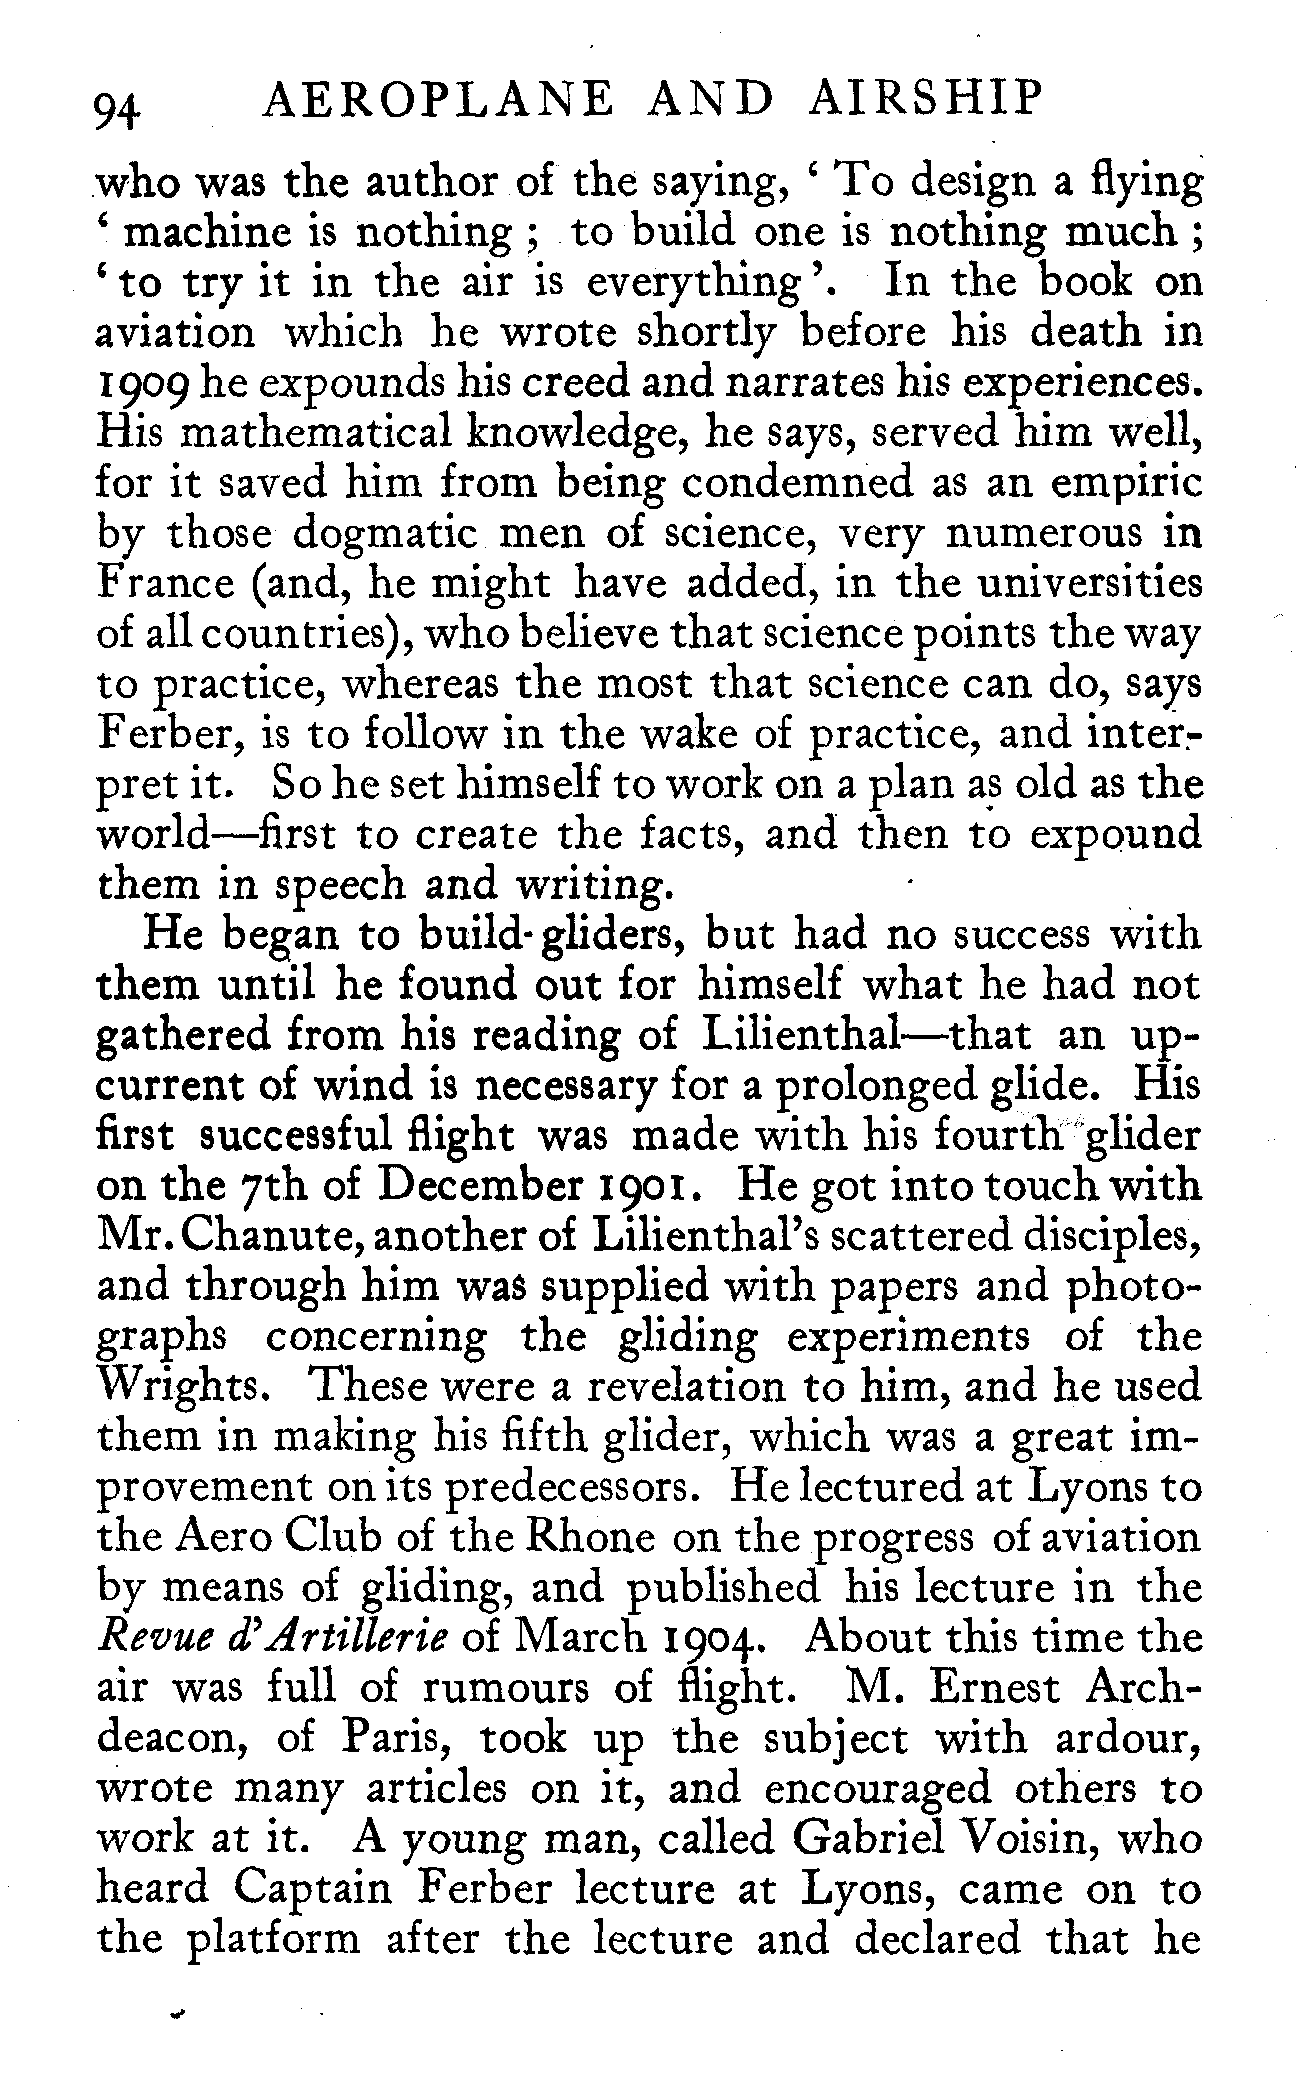 94 AEROPLANE AND AIRSHIP
who was the author of the saying, ‘ To design a flying
‘ machine is nothing ; to build one is nothing much ;
‘ to try it in the air is everything ’. In the book on
aviation which he wrote shortly before his death in
1909 he expounds his creed and narrates his experiences.
His mathematical knowledge, he says, served him well,
for it saved him from being condemned as an empiric
by those dogmatic men of science, very numerous in
France (and, he might have added, in the universities
of all countries), who believe that science points the way
to practice, whereas the most that science can do, says
Ferber, is to follow in the wake of practice, and inter-
pret it. So he set himself to work on a plan as old as the
world—first to create the facts, and then to expound
them in speech and writing.
He began to build gliders, but had no success with
them until he found out for himself what he had not
gathered from his reading of Lilienthal—that an up-
current of wind is necessary for a prolonged glide. His
first successful flight was made with his fourth glider
on the 7th of December 1901. He got into touch with
Mr. Chanute, another of Lilienthal’s scattered disciples,
and through him was supplied with papers and photo-
graphs concerning the gliding experiments of the
Wrights. These were a revelation to him, and he used
them in making his fifth glider, which was a great im-
provement on its predecessors. He lectured at Lyons to
the Aero Club of the Rhone on the progress of aviation
by means of gliding, and published his lecture in the
Revue d’Artillerie of March 1904. About this time the
air was full of rumours of flight. M. Ernest Arch-
deacon, of Paris, took up the subject with ardour,
wrote many articles on it, and encouraged others to
work at it. A young man, called Gabriel Voisin, who
heard Captain Ferber lecture at Lyons, came on to
the platform after the lecture and declared that he